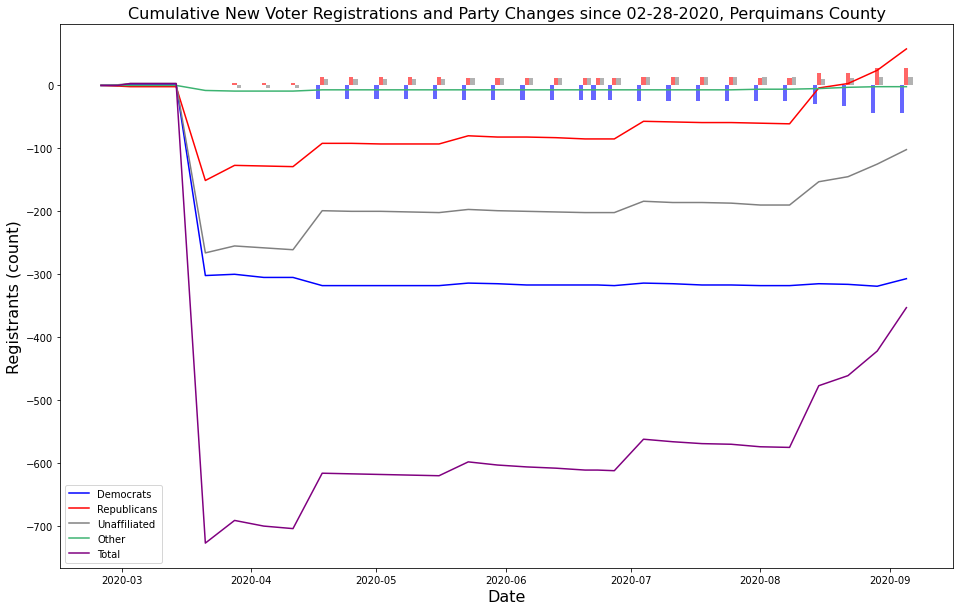 Cumulative New Voter Registrations and Party Changes since 02-28-2020, Perquimans County
Registrants (count)
0
−100
−200
−300
−400
−500
−600
−700
Democrats
Republicans
Unaffiliated
Other
Total
2020-03 2020-04 2020-05 2020-06 2020-07 2020-08 2020-09
Date